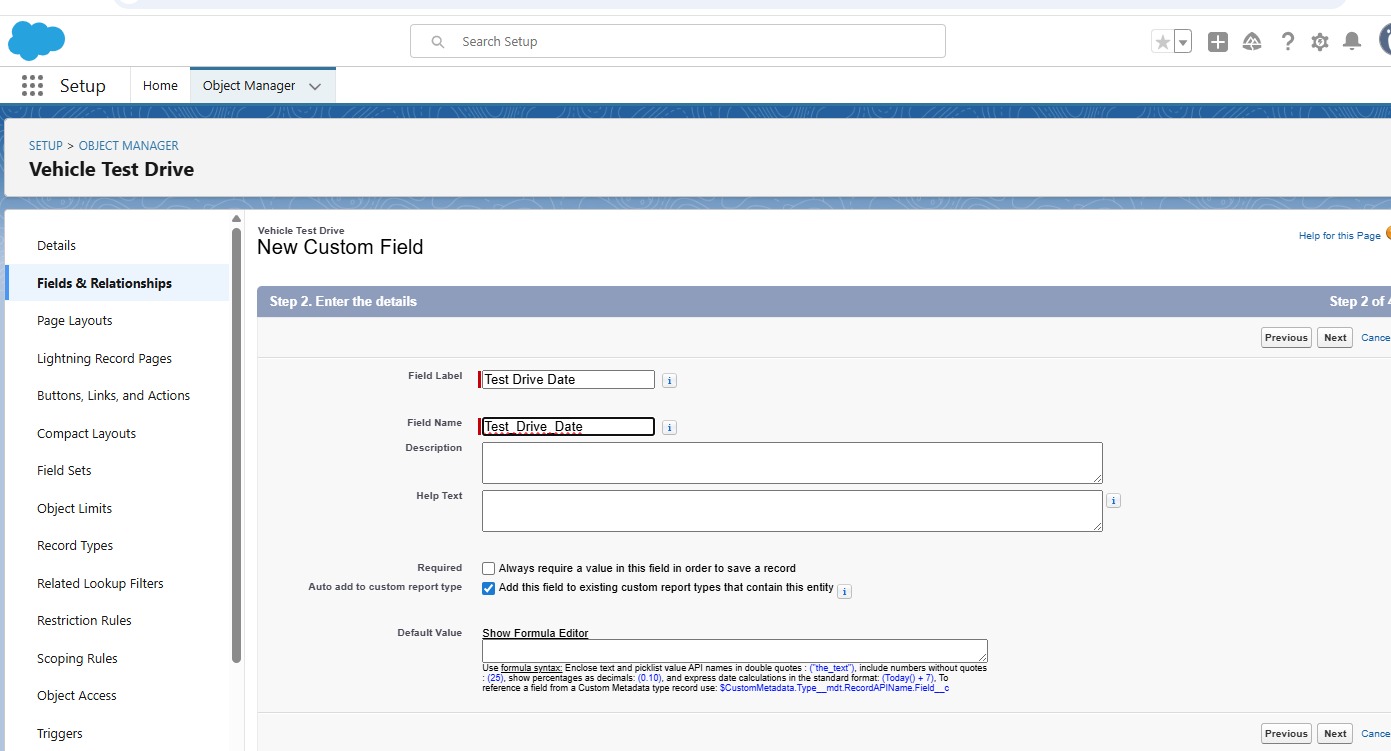 Search Setup
Setup
Home
Object Manager
SETUP > OBJECT MANAGER
Vehicle Test Drive
Details
Fields & Relationships
Page Layouts
Lightning Record Pages
Buttons, Links, and Actions
Compact Layouts
Field Sets
Object Limits
Record Types
Related Lookup Filters
Restriction Rules
Scoping Rules
Object Access
Triggers
Vehicle Test Drive
New Custom Field
Help for this Page
Step 2. Enter the details
Step 2 of 4
Previous Next Cance
Field Label Test Drive Date i
Field Name Test_Drive_Date i
Description
Help Text i
Required Always require a value in this field in order to save a record
Auto add to custom report type Add this field to existing custom report types that contain this entity i
Default Value Show Formula Editor
Use formula syntax: Enclose text and picklist value API names in double quotes : ("the_text"), include numbers without quotes
: (25), show percentages as decimals: (0.10), and express date calculations in the standard format: (Today() + 7), To
reference a field from a Custom Metadata type record use: $CustomMetadata.Type__mdt.RecordAPIName.Field__c
Previous Next Cance